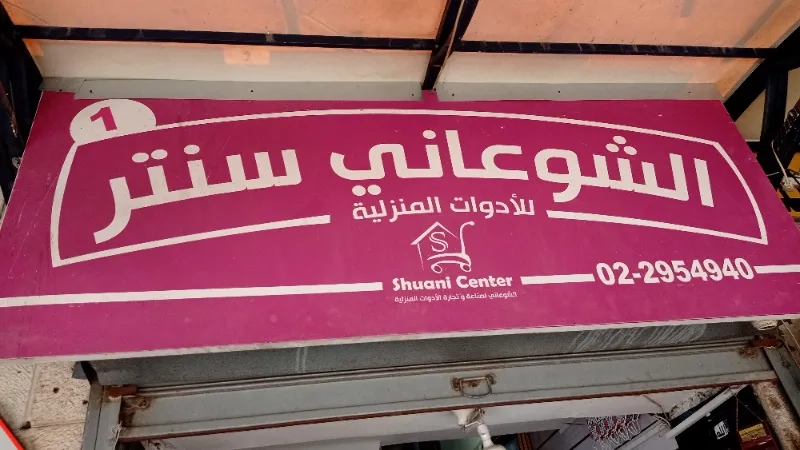 1
الشوعاني سنتر
للأدوات المنزلية
S
Shuani Center
الشوعاني لصناعة و تجارة الأدوات المنزلية
02-2954940